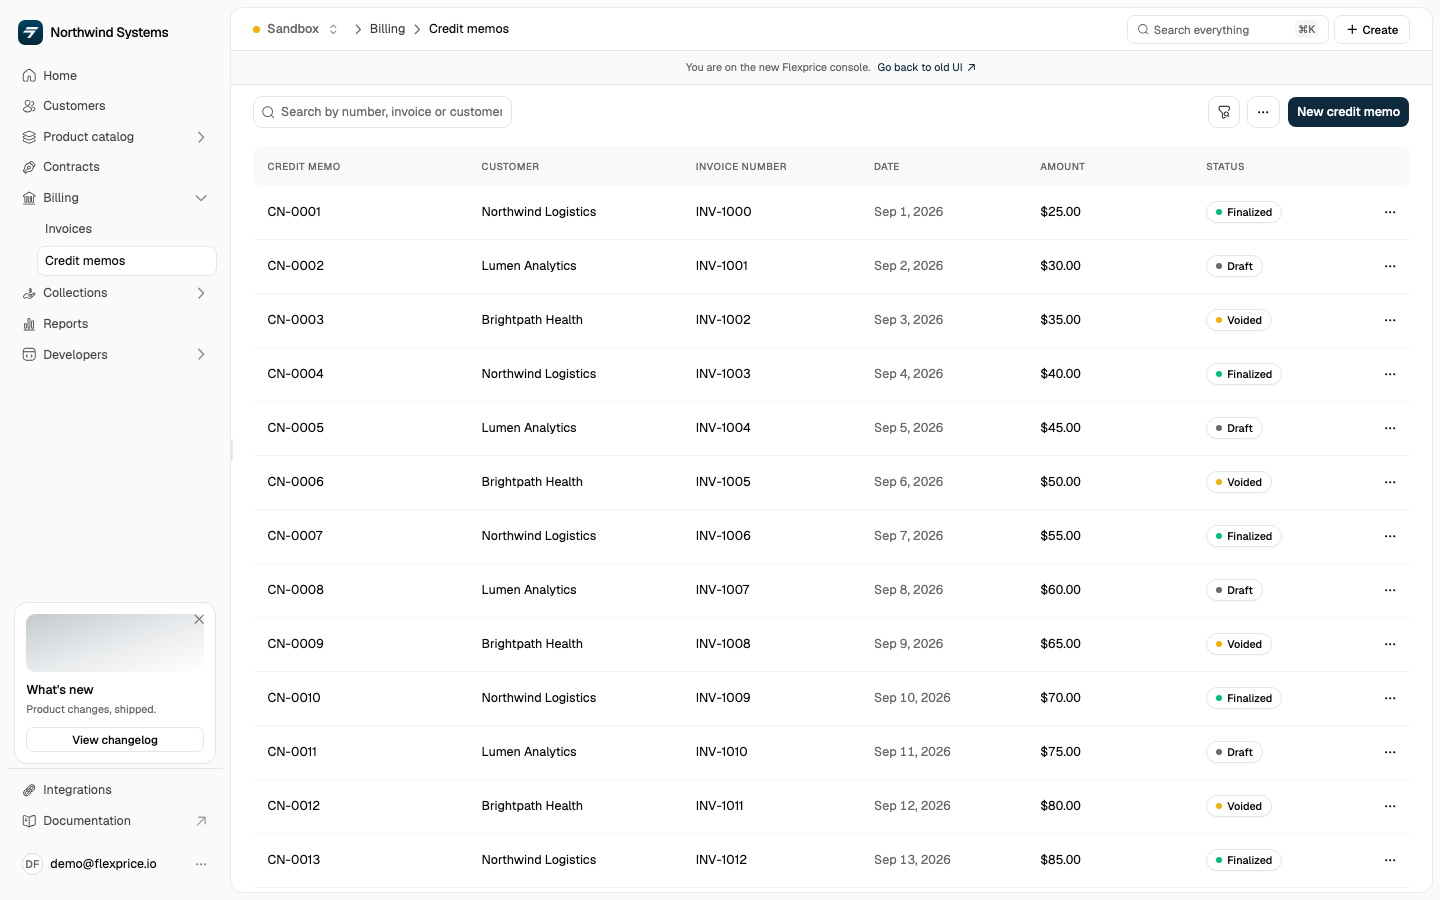 Northwind Systems
Home
Customers
Product catalog
Contracts
Billing
Invoices
Credit memos
Collections
Reports
Developers
What's new
Product changes, shipped.
View changelog
Integrations
Documentation
DF demo@flexprice.io
Sandbox Billing Credit memos
Search everything ⌘K
Create
You are on the new Flexprice console. Go back to old UI
Search by number, invoice or customer
New credit memo
CREDIT MEMO CUSTOMER INVOICE NUMBER DATE AMOUNT STATUS
CN-0001 Northwind Logistics INV-1000 Sep 1, 2026 $25.00 Finalized
CN-0002 Lumen Analytics INV-1001 Sep 2, 2026 $30.00 Draft
CN-0003 Brightpath Health INV-1002 Sep 3, 2026 $35.00 Voided
CN-0004 Northwind Logistics INV-1003 Sep 4, 2026 $40.00 Finalized
CN-0005 Lumen Analytics INV-1004 Sep 5, 2026 $45.00 Draft
CN-0006 Brightpath Health INV-1005 Sep 6, 2026 $50.00 Voided
CN-0007 Northwind Logistics INV-1006 Sep 7, 2026 $55.00 Finalized
CN-0008 Lumen Analytics INV-1007 Sep 8, 2026 $60.00 Draft
CN-0009 Brightpath Health INV-1008 Sep 9, 2026 $65.00 Voided
CN-0010 Northwind Logistics INV-1009 Sep 10, 2026 $70.00 Finalized
CN-0011 Lumen Analytics INV-1010 Sep 11, 2026 $75.00 Draft
CN-0012 Brightpath Health INV-1011 Sep 12, 2026 $80.00 Voided
CN-0013 Northwind Logistics INV-1012 Sep 13, 2026 $85.00 Finalized